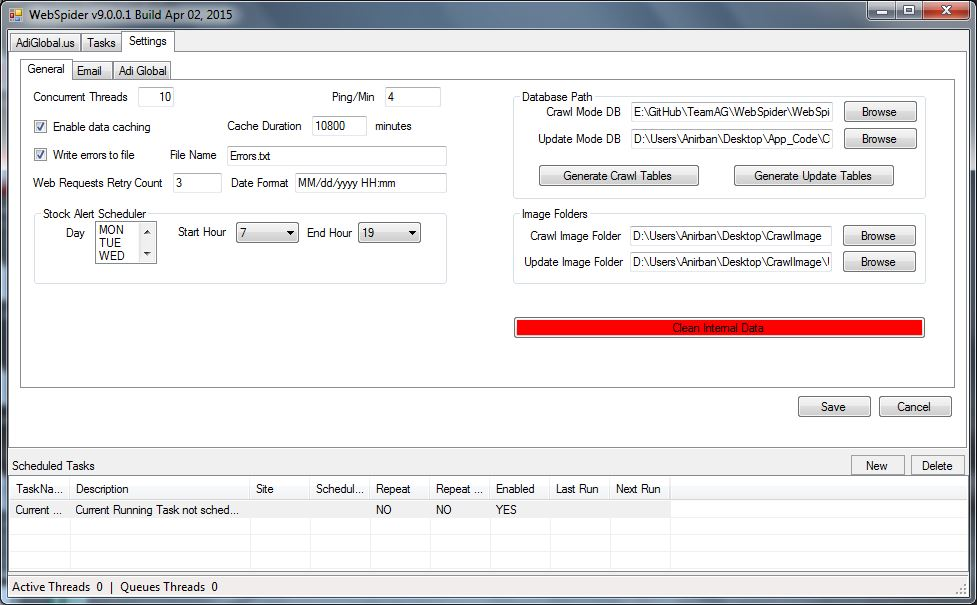 WebSpider v9.0.0.1 Build Apr 02, 2015
AdiGlobal.us Tasks Settings
General Email Adi Global
Concurrent Threads 10 Ping/Min 4
Enable data caching Cache Duration 10800 minutes
Write errors to file File Name Errors.txt
Web Requests Retry Count 3 Date Format MM/dd/yyyy HH:mm
Stock Alert Scheduler
Day MON Start Hour 7 End Hour 19
TUE
WED
Database Path
Crawl Mode DB E:\GitHub\TeamAG\WebSpider\WebSpi Browse
Update Mode DB D:\Users\Anirban\Desktop\App_Code\C Browse
Generate Crawl Tables Generate Update Tables
Image Folders
Crawl Image Folder D:\Users\Anirban\Desktop\CrawlImage Browse
Update Image Folder D:\Users\Anirban\Desktop\CrawlImage\ Browse
Clean Internal Data
Save Cancel
Scheduled Tasks New Delete
TaskNa... Description Site Schedul... Repeat Repeat ... Enabled Last Run Next Run
Current ... Current Running Task not sched... NO NO YES
Active Threads 0 | Queues Threads 0